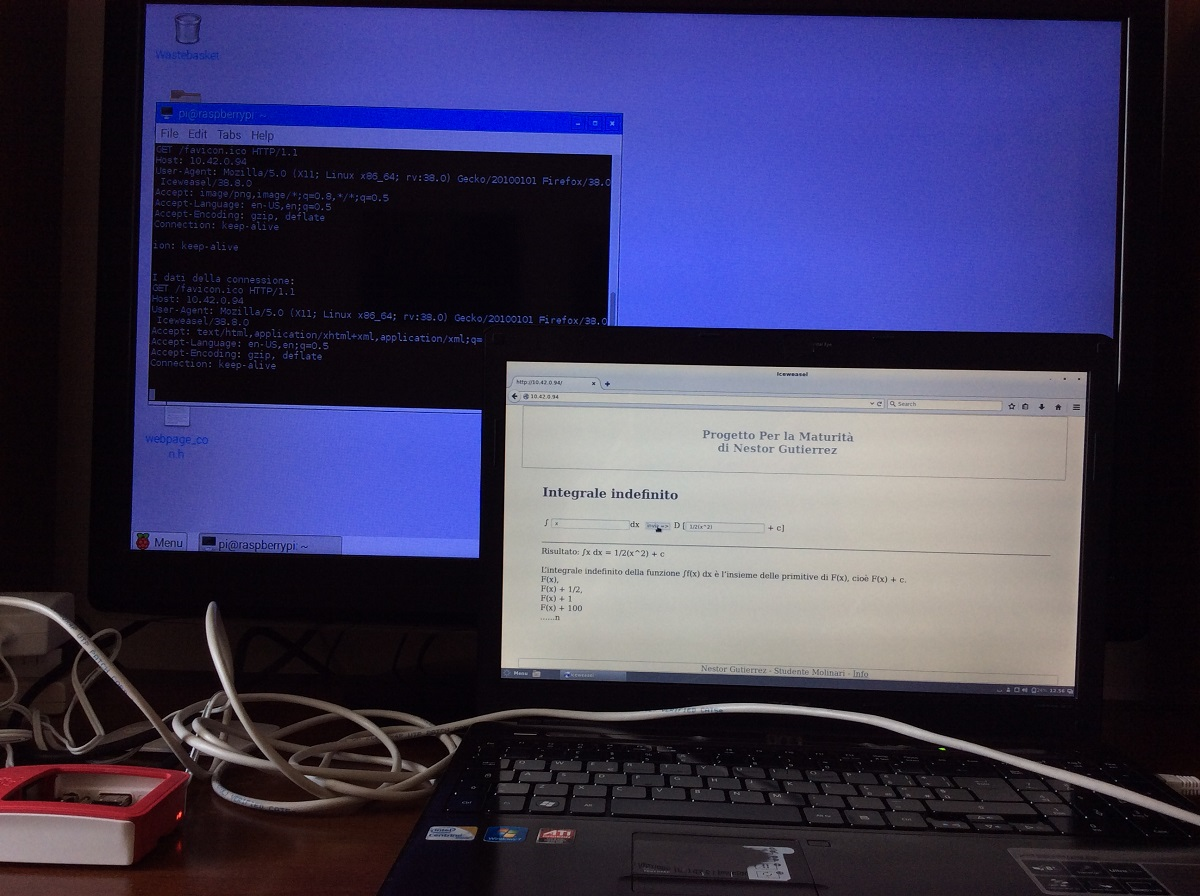 Wastebasket
pi@raspberrypi: ~
File Edit Tabs Help
GET /favicon.ico HTTP/1.1
Host: 10.42.0.94
User-Agent: Mozilla/5.0 (X11; Linux x86_64; rv:38.0) Gecko/20100101 Firefox/38.0
Iceweasel/38.8.0
Accept: image/png,image/*;q=0.8,*/*;q=0.5
Accept-Language: en-US,en;q=0.5
Accept-Encoding: gzip, deflate
Connection: keep-alive
ion: keep-alive
I dati della connessione:
GET /favicon.ico HTTP/1.1
Host: 10.42.0.94
User-Agent: Mozilla/5.0 (X11; Linux x86_64; rv:38.0) Gecko/20100101 Firefox/38.0
Iceweasel/38.8.0
Accept: text/html,application/xhtml+xml,application/xml;q=
Accept-Language: en-US,en;q=0.5
Accept-Encoding: gzip, deflate
Connection: keep-alive
webpage_co
n.h
Menu
pi@raspberrypi: ~
Iceweasel
http://10.42.0.94/
10.42.0.94
Search
Progetto Per la Maturità
di Nestor Gutierrez
Integrale indefinito
∫ x dx D [ 1/2(x^2) + c]
Risultato: ∫x dx = 1/2(x^2) + c
L'integrale indefinito della funzione ∫f(x) dx è l'insieme delle primitive di F(x), cioè F(x) + c.
F(x),
F(x) + 1/2,
F(x) + 1
F(x) + 100
......n
Nestor Gutierrez - Studente Molinari - Info
Menu
Iceweasel
ATI